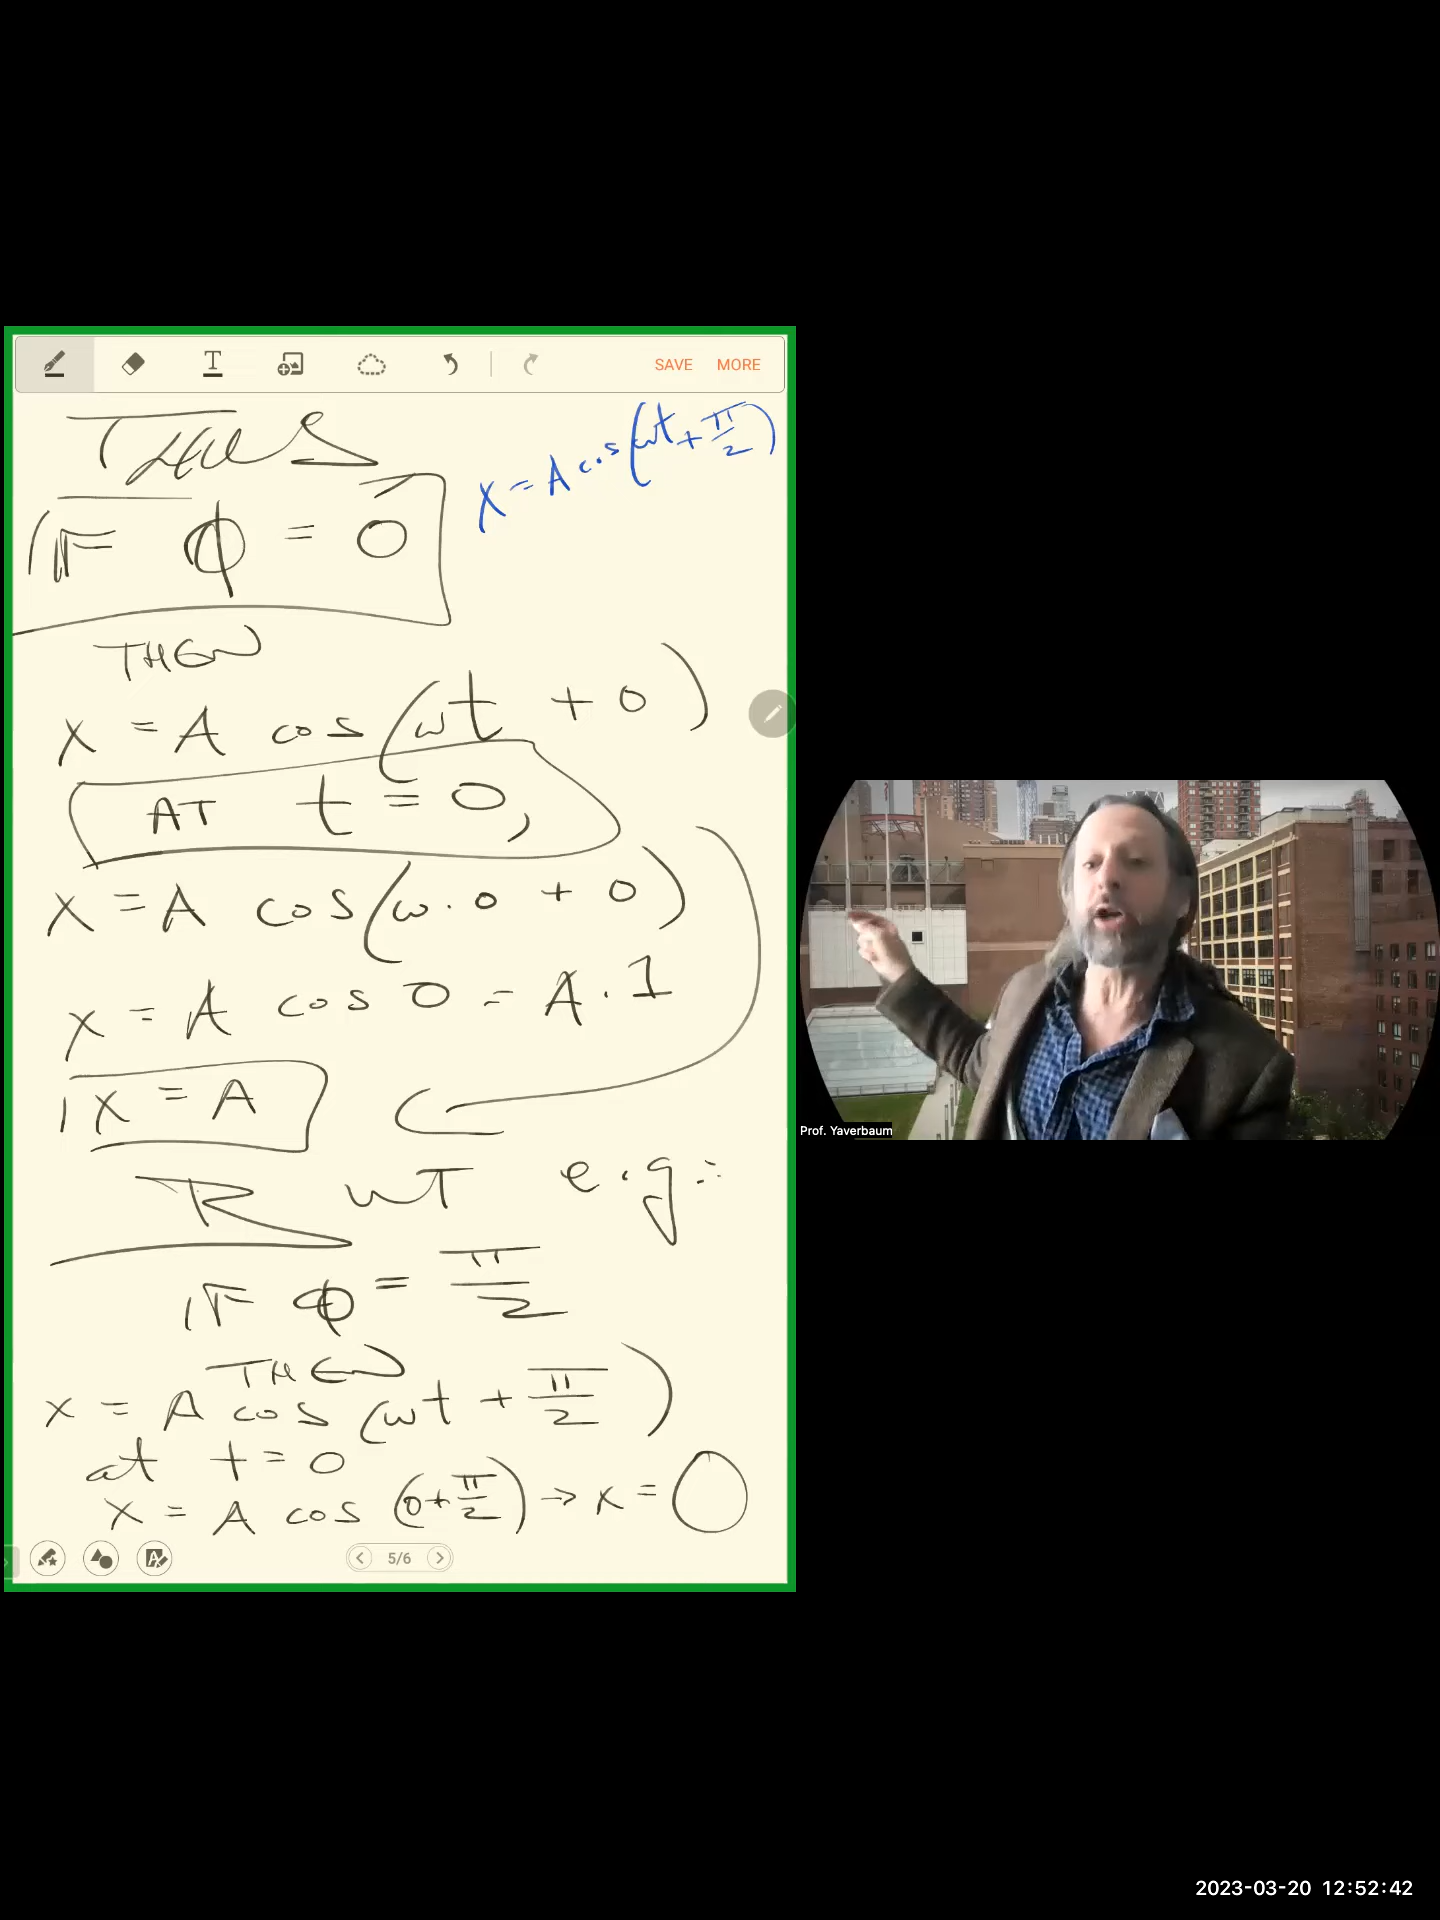 SAVE MORE
THUS
x = A cos(ωt + π/2)
IF ϕ = 0
THEN
x = A cos(ωt + 0)
AT t = 0,
x = A cos(ω · 0 + 0)
x = A cos 0 = A · 1
x = A
e.g.:
IF ϕ = π/2
THEN
x = A cos(ωt + π/2)
at t = 0
x = A cos (0 + π/2) → x = 0
5/6
Prof. Yaverbaum
2023-03-20 12:52:42